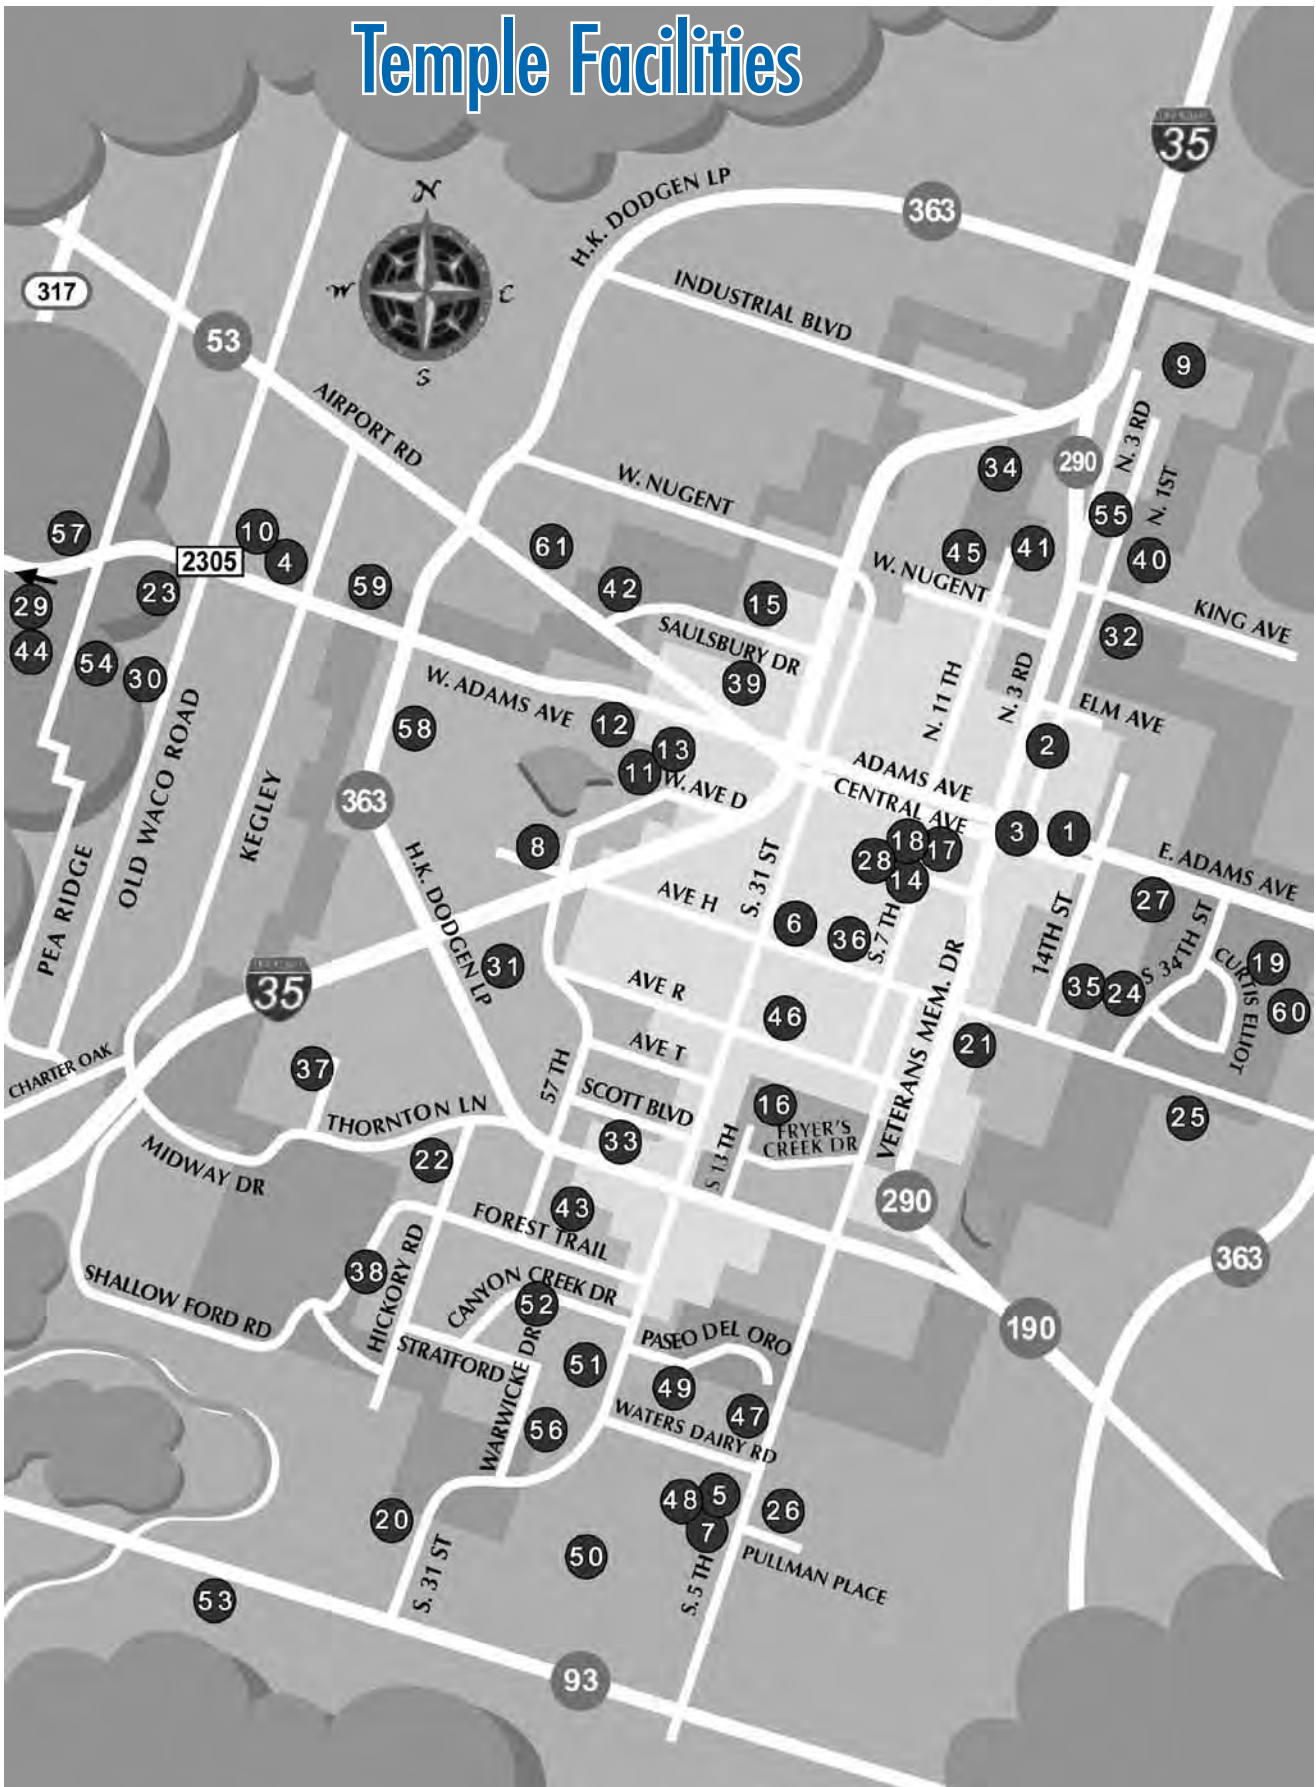 Temple Facilities
35
N
H.K. DODGEN LP
363
W
E
S
317
INDUSTRIAL BLVD
53
9
AIRPORT RD
N. 3 RD
34
290
W. NUGENT
N. 1ST
55
57
10
2305
4
61
45
41
40
W. NUGENT
59
42
15
23
29
KING AVE
44
54
30
SAULSBURY DR
32
39
N. 11 TH
N. 3 RD
W. ADAMS AVE
ELM AVE
58
12
13
11
2
W. AVE D
ADAMS AVE
CENTRAL AVE
363
OLD WACO ROAD
KEGLEY
8
18
17
28
14
3
1
E. ADAMS AVE
PEA RIDGE
H.K. DODGEN LP
AVE H
S. 31 ST
27
6
36
S. 7 TH
VETERANS MEM. DR
14TH ST
S 34TH ST
CURTIS ELLIOT
19
31
35
35
24
60
AVE R
46
21
CHARTER OAK
37
57 TH
AVE T
SCOTT BLVD
16
25
THORNTON LN
33
FRYER'S
CREEK DR
S 13 TH
MIDWAY DR
22
43
290
FOREST TRAIL
38
HICKORY RD
363
SHALLOW FORD RD
CANYON CREEK DR
52
190
STRATFORD
WARWICKE DR
PASEO DEL ORO
51
49
47
56
WATERS DAIRY RD
20
48
5
7
26
50
S. 31 ST
S. 5 TH
PULLMAN PLACE
53
93